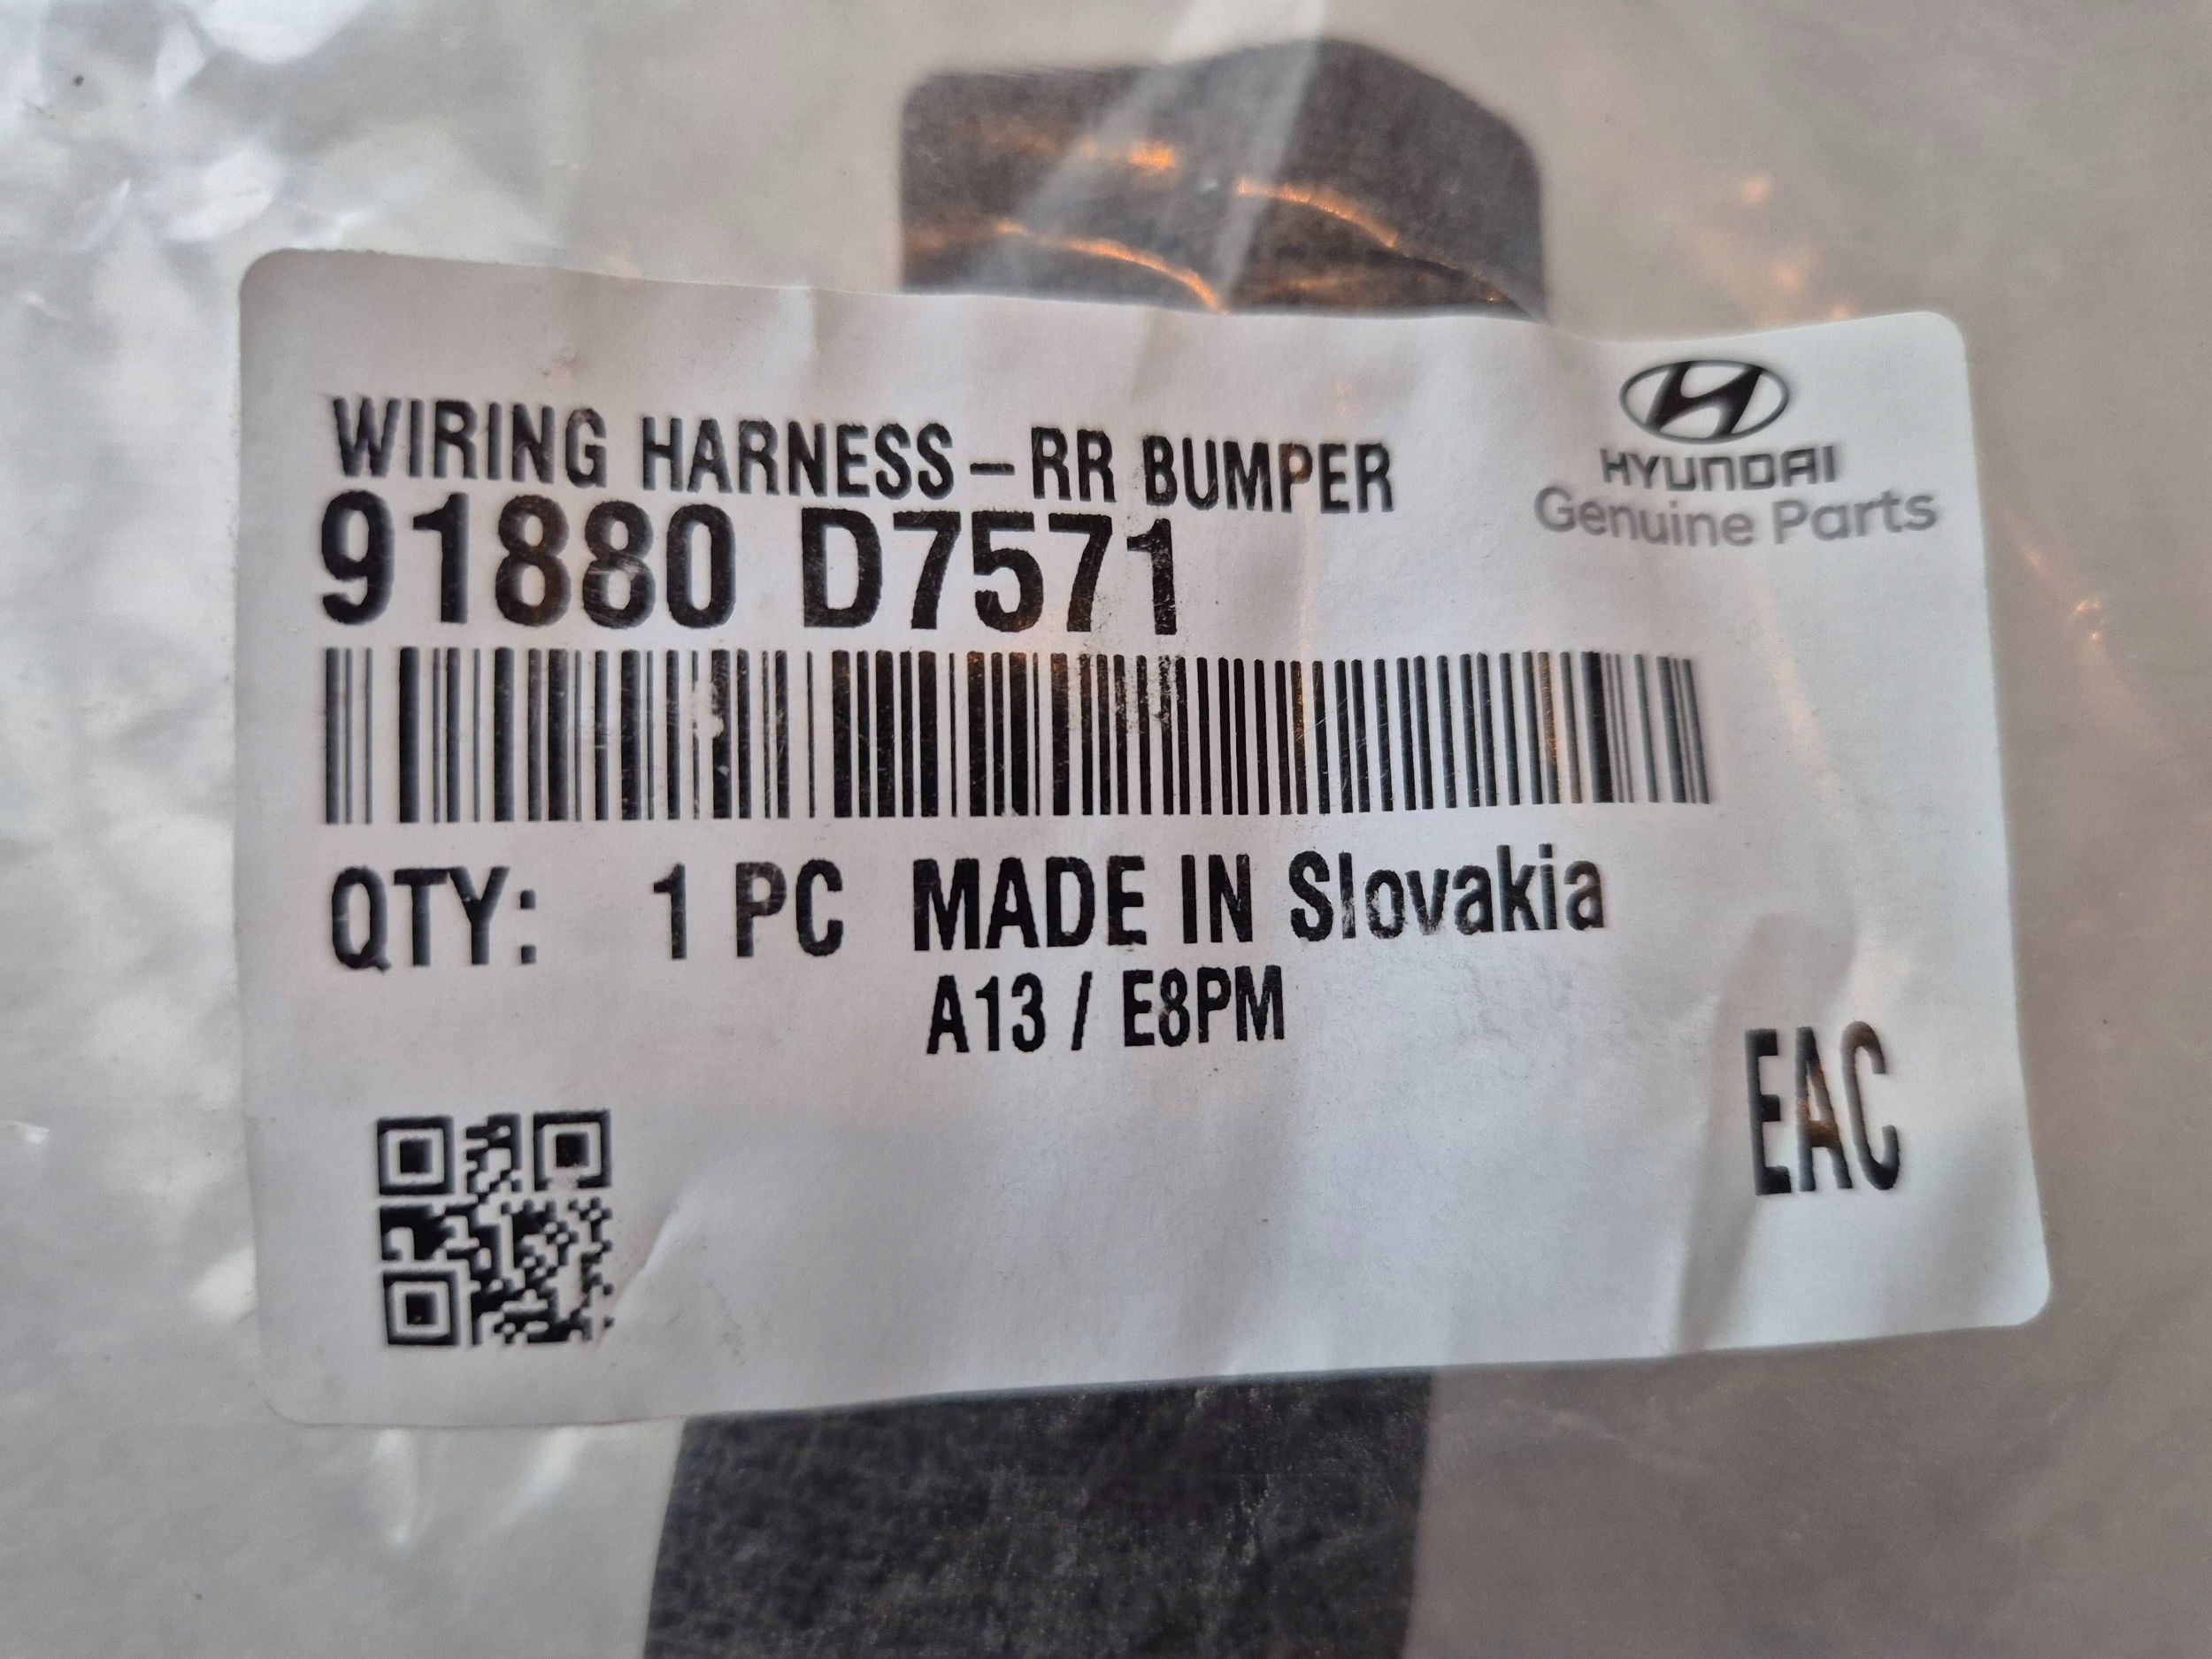 WIRING HARNESS-RR BUMPER
HYUNDAI
Genuine Parts
91880 D7571
QTY: 1 PC MADE IN Slovakia
A13 / E8PM
EAC